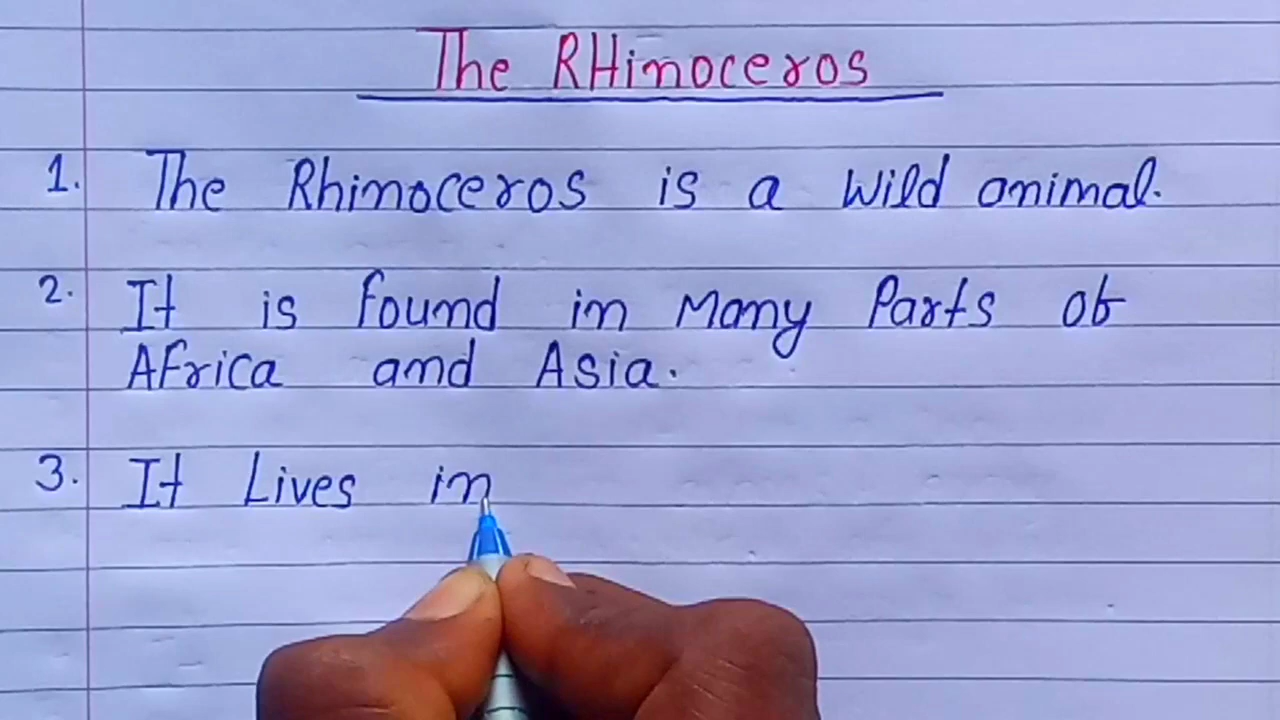 The RHinoceros
1. The Rhinoceros is a Wild animal.
2. It is Found in Many Parts of
AFrica and Asia.
3. It Lives in